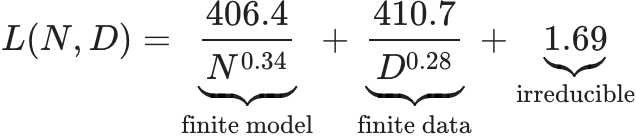 L(N, D) = 406.4 / N^0.34 + 410.7 / D^0.28 + 1.69
finite model finite data irreducible